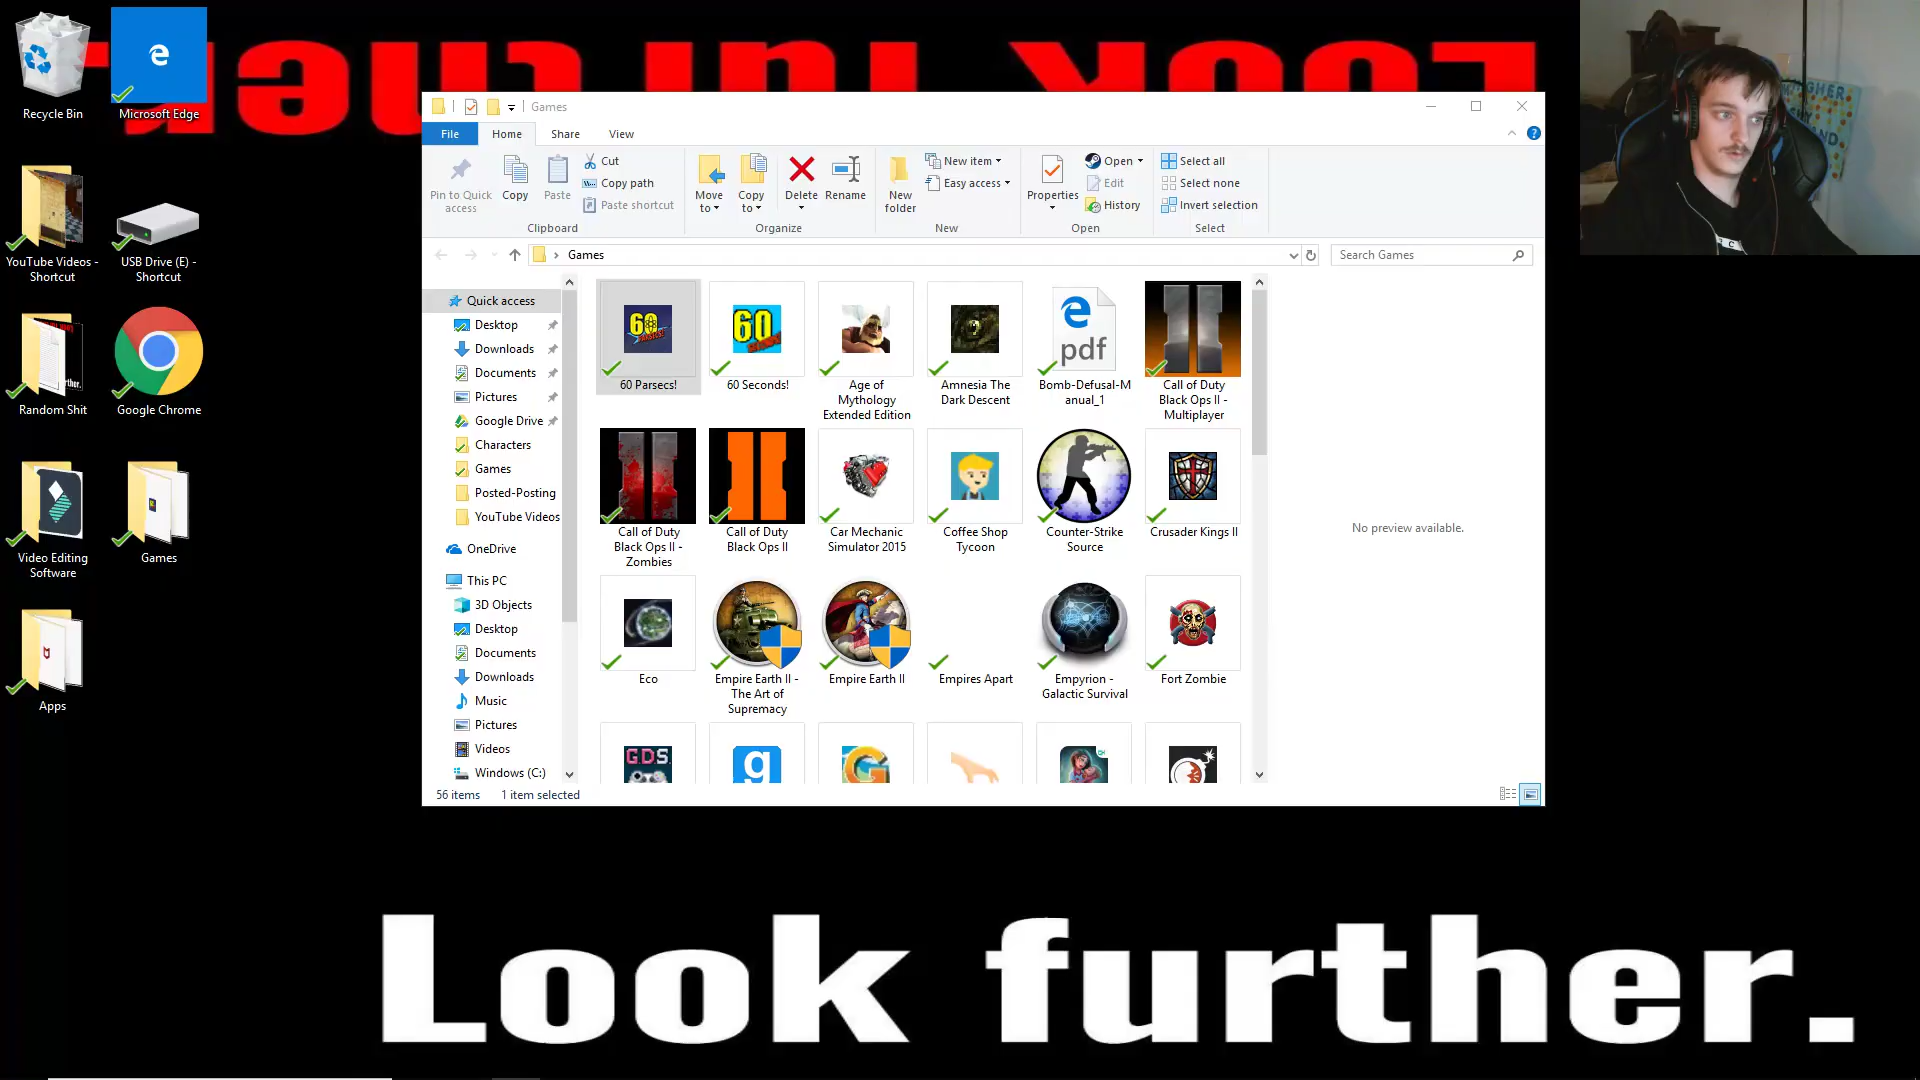 Look further
Recycle Bin
Microsoft Edge
YouTube Videos -
Shortcut
USB Drive (E) -
Shortcut
Random Shit
Google Chrome
Video Editing
Software
Games
Apps
Games
File
Home
Share
View
Pin to Quick
access
Copy
Paste
Cut
Copy path
Paste shortcut
Clipboard
Move
to
Copy
to
Delete
Rename
Organize
New
folder
New item
Easy access
New
Properties
Open
Edit
History
Open
Select all
Select none
Invert selection
Select
Games
Search Games
Quick access
Desktop
Downloads
Documents
Pictures
Google Drive
Characters
Games
Posted-Posting
YouTube Videos
OneDrive
This PC
3D Objects
Desktop
Documents
Downloads
Music
Pictures
Videos
Windows (C:)
60
60
pdf
60 Parsecs!
60 Seconds!
Age of
Mythology
Extended Edition
Amnesia The
Dark Descent
Bomb-Defusal-M
anual_1
Call of Duty
Black Ops II -
Multiplayer
Call of Duty
Black Ops II -
Zombies
Call of Duty
Black Ops II
Car Mechanic
Simulator 2015
Coffee Shop
Tycoon
Counter-Strike
Source
Crusader Kings II
Eco
Empire Earth II -
The Art of
Supremacy
Empire Earth II
Empires Apart
Empyrion -
Galactic Survival
Fort Zombie
G.D.S.
g
G
No preview available.
56 items
1 item selected
Look further.